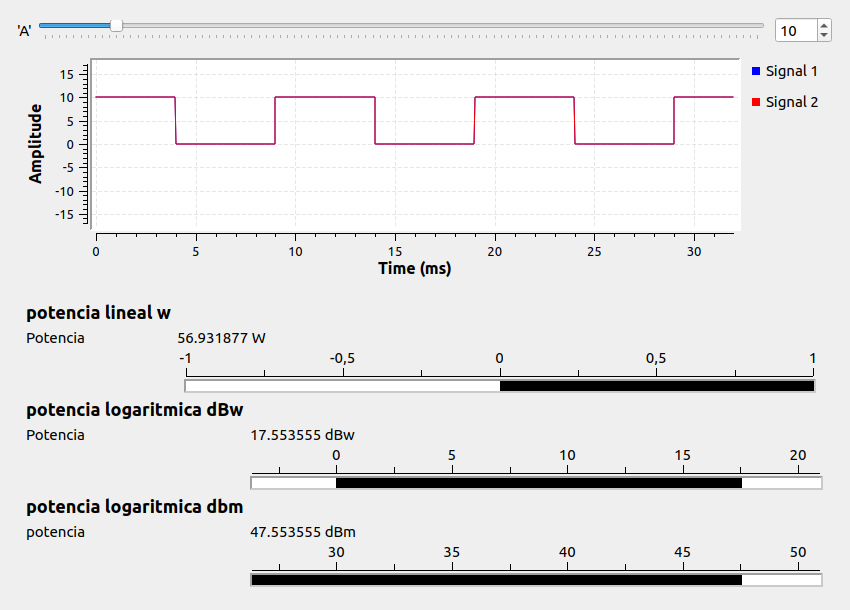 'A'
10
Signal 1
Signal 2
Amplitude
15
10
5
0
-5
-10
-15
0 5 10 15 20 25 30
Time (ms)
potencia lineal w
Potencia 56.931877 W
-1 -0,5 0 0,5 1
potencia logaritmica dBw
Potencia 17.553555 dBw
0 5 10 15 20
potencia logaritmica dbm
potencia 47.553555 dBm
30 35 40 45 50